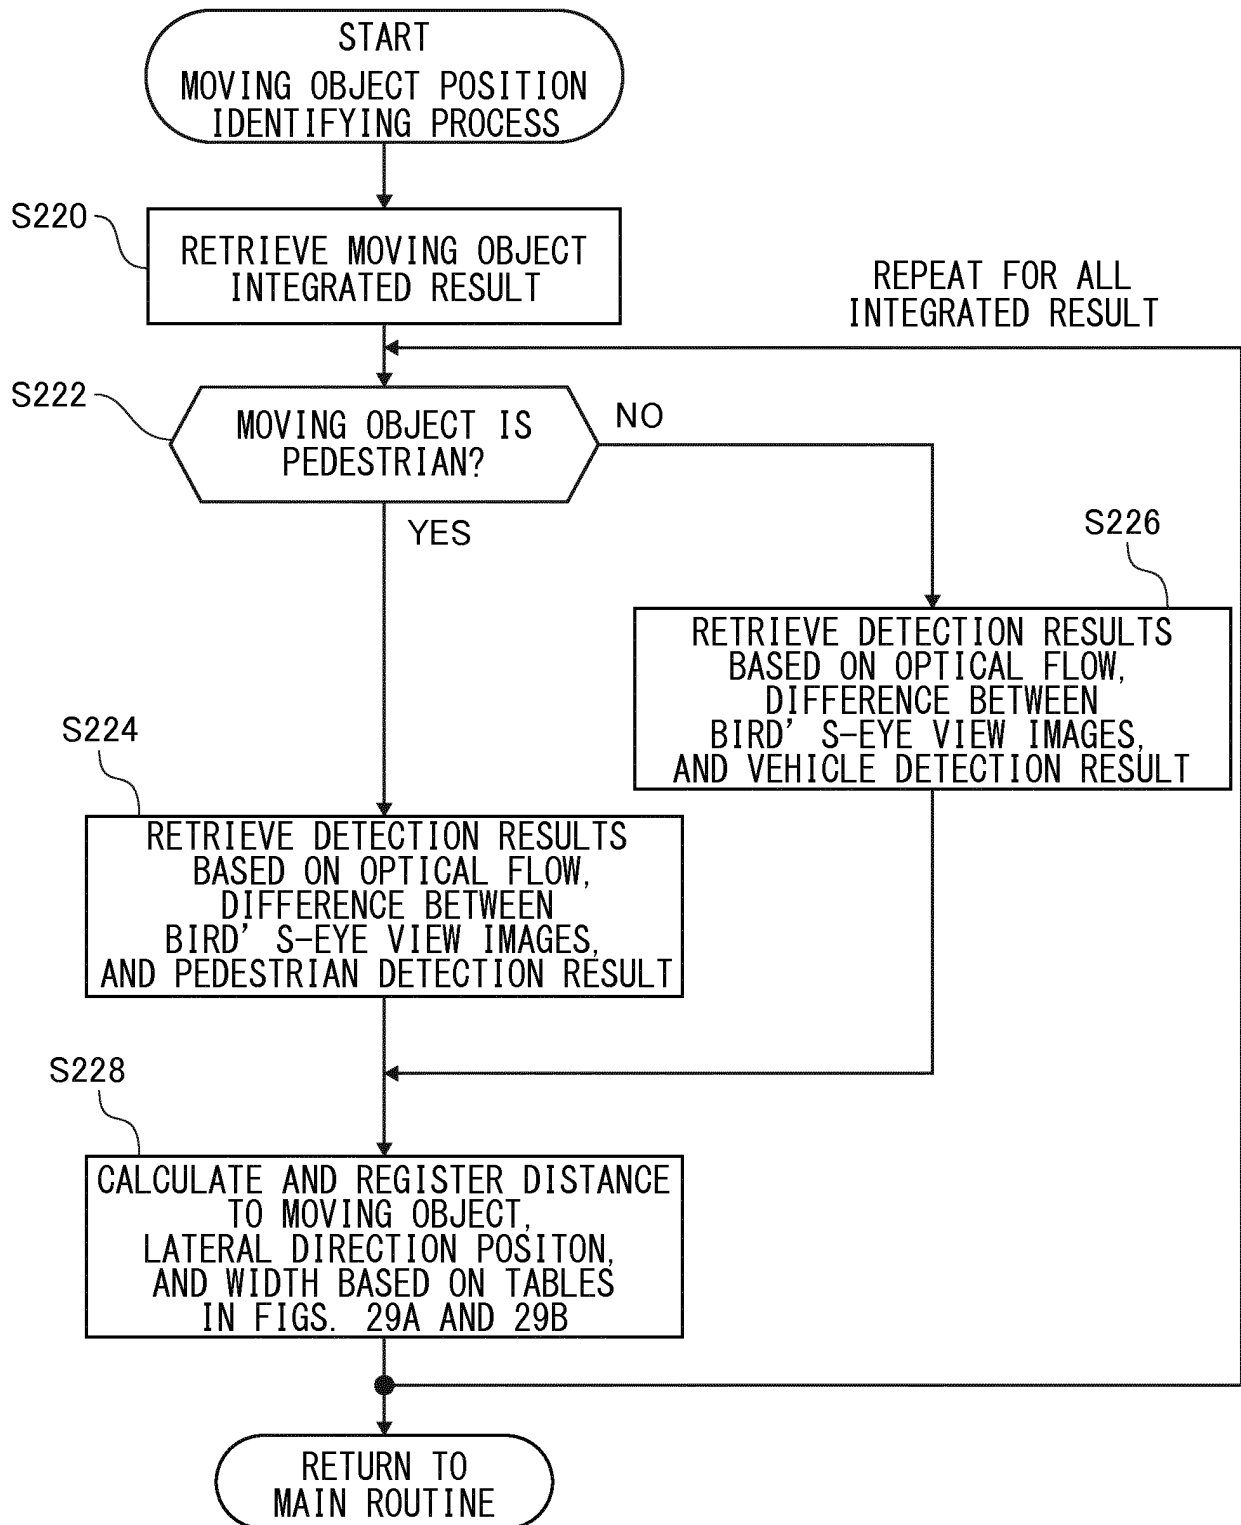 START
MOVING OBJECT POSITION
IDENTIFYING PROCESS
S220
RETRIEVE MOVING OBJECT
INTEGRATED RESULT
REPEAT FOR ALL
INTEGRATED RESULT
S222
MOVING OBJECT IS
PEDESTRIAN?
NO
YES
S226
RETRIEVE DETECTION RESULTS
BASED ON OPTICAL FLOW,
DIFFERENCE BETWEEN
BIRD' S-EYE VIEW IMAGES,
AND VEHICLE DETECTION RESULT
S224
RETRIEVE DETECTION RESULTS
BASED ON OPTICAL FLOW,
DIFFERENCE BETWEEN
BIRD' S-EYE VIEW IMAGES,
AND PEDESTRIAN DETECTION RESULT
S228
CALCULATE AND REGISTER DISTANCE
TO MOVING OBJECT,
LATERAL DIRECTION POSITON,
AND WIDTH BASED ON TABLES
IN FIGS. 29A AND 29B
RETURN TO
MAIN ROUTINE